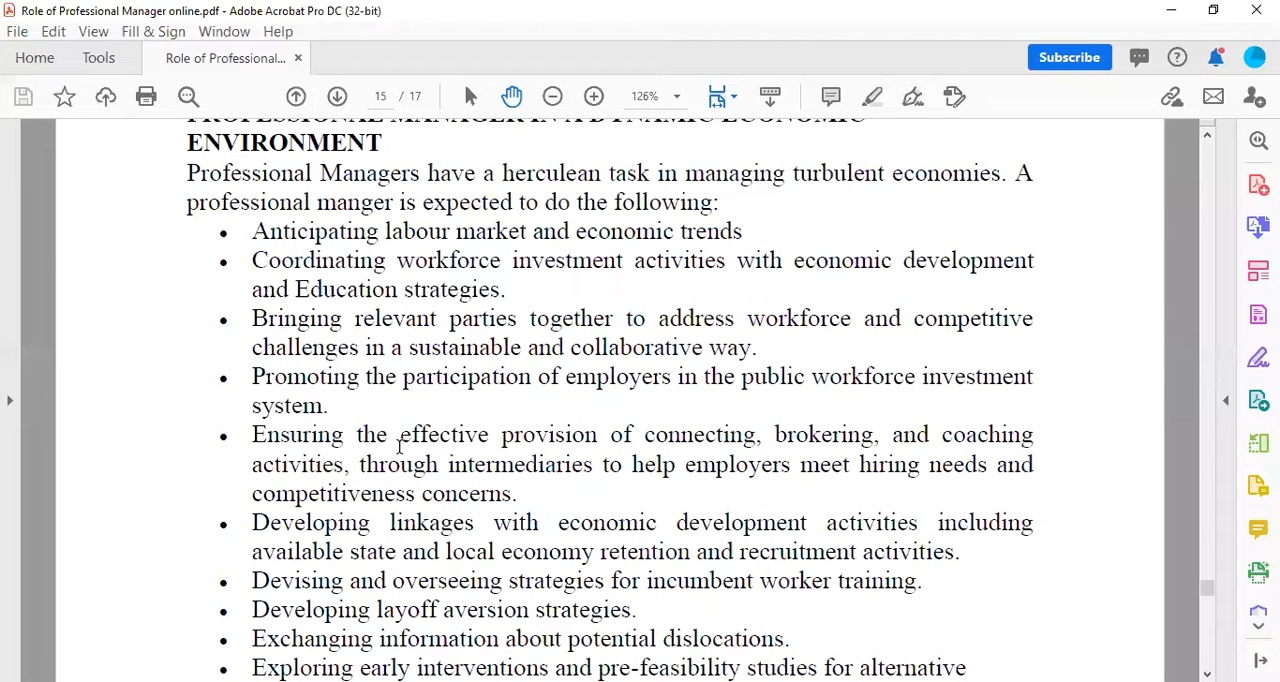 Role of Professional Manager online.pdf - Adobe Acrobat Pro DC (32-bit)
File Edit View Fill & Sign Window Help
Home Tools Role of Professional... ×
Subscribe
15 / 17 126%
PROFESSIONAL MANAGER IN A DYNAMIC ECONOMIC
ENVIRONMENT
Professional Managers have a herculean task in managing turbulent economies. A
professional manger is expected to do the following:
• Anticipating labour market and economic trends
• Coordinating workforce investment activities with economic development
and Education strategies.
• Bringing relevant parties together to address workforce and competitive
challenges in a sustainable and collaborative way.
• Promoting the participation of employers in the public workforce investment
system.
• Ensuring the effective provision of connecting, brokering, and coaching
activities, through intermediaries to help employers meet hiring needs and
competitiveness concerns.
• Developing linkages with economic development activities including
available state and local economy retention and recruitment activities.
• Devising and overseeing strategies for incumbent worker training.
• Developing layoff aversion strategies.
• Exchanging information about potential dislocations.
• Exploring early interventions and pre-feasibility studies for alternative